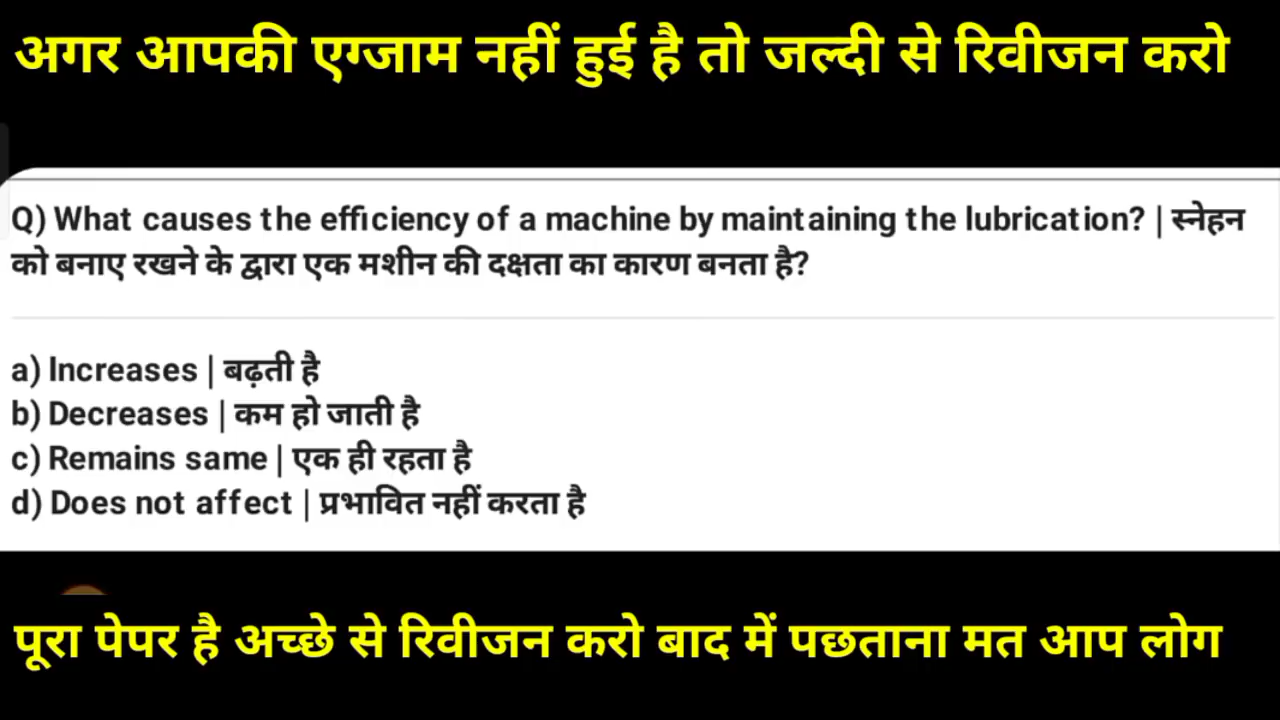 अगर आपकी एग्जाम नहीं हुई है तो जल्दी से रिवीजन करो
Q) What causes the efficiency of a machine by maintaining the lubrication? | स्नेहन
को बनाए रखने के द्वारा एक मशीन की दक्षता का कारण बनता है?
a) Increases | बढ़ती है
b) Decreases | कम हो जाती है
c) Remains same | एक ही रहता है
d) Does not affect | प्रभावित नहीं करता है
पूरा पेपर है अच्छे से रिवीजन करो बाद में पछताना मत आप लोग